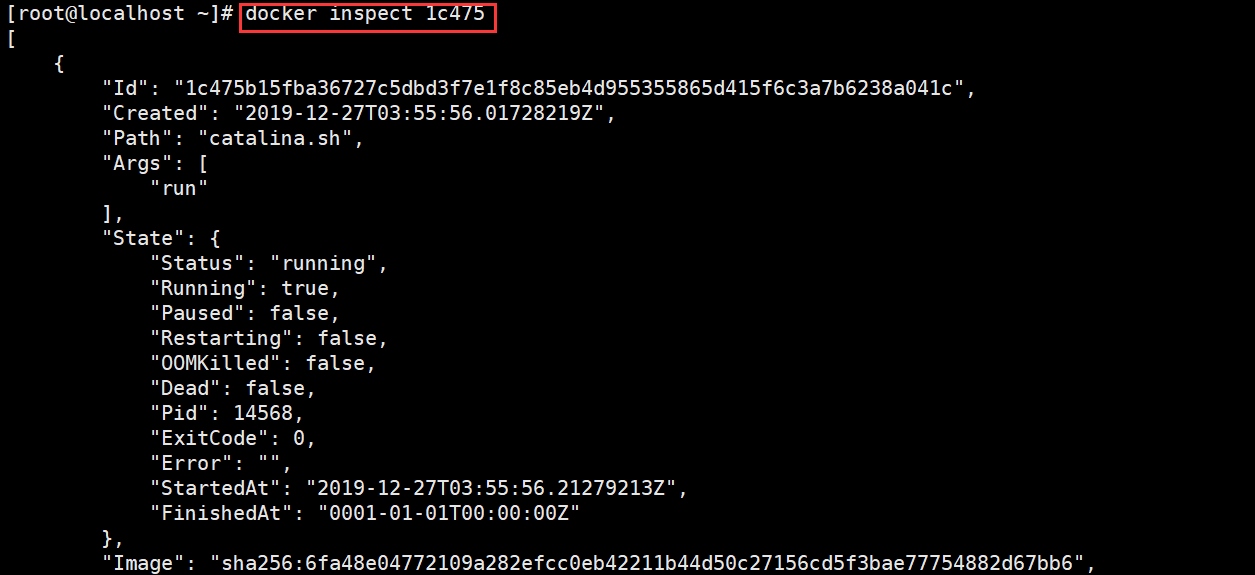 [root@localhost ~]# docker inspect 1c475
[
    {
        "Id": "1c475b15fba36727c5dbd3f7e1f8c85eb4d955355865d415f6c3a7b6238a041c",
        "Created": "2019-12-27T03:55:56.01728219Z",
        "Path": "catalina.sh",
        "Args": [
            "run"
        ],
        "State": {
            "Status": "running",
            "Running": true,
            "Paused": false,
            "Restarting": false,
            "OOMKilled": false,
            "Dead": false,
            "Pid": 14568,
            "ExitCode": 0,
            "Error": "",
            "StartedAt": "2019-12-27T03:55:56.21279213Z",
            "FinishedAt": "0001-01-01T00:00:00Z"
        },
        "Image": "sha256:6fa48e04772109a282efcc0eb42211b44d50c27156cd5f3bae77754882d67bb6",